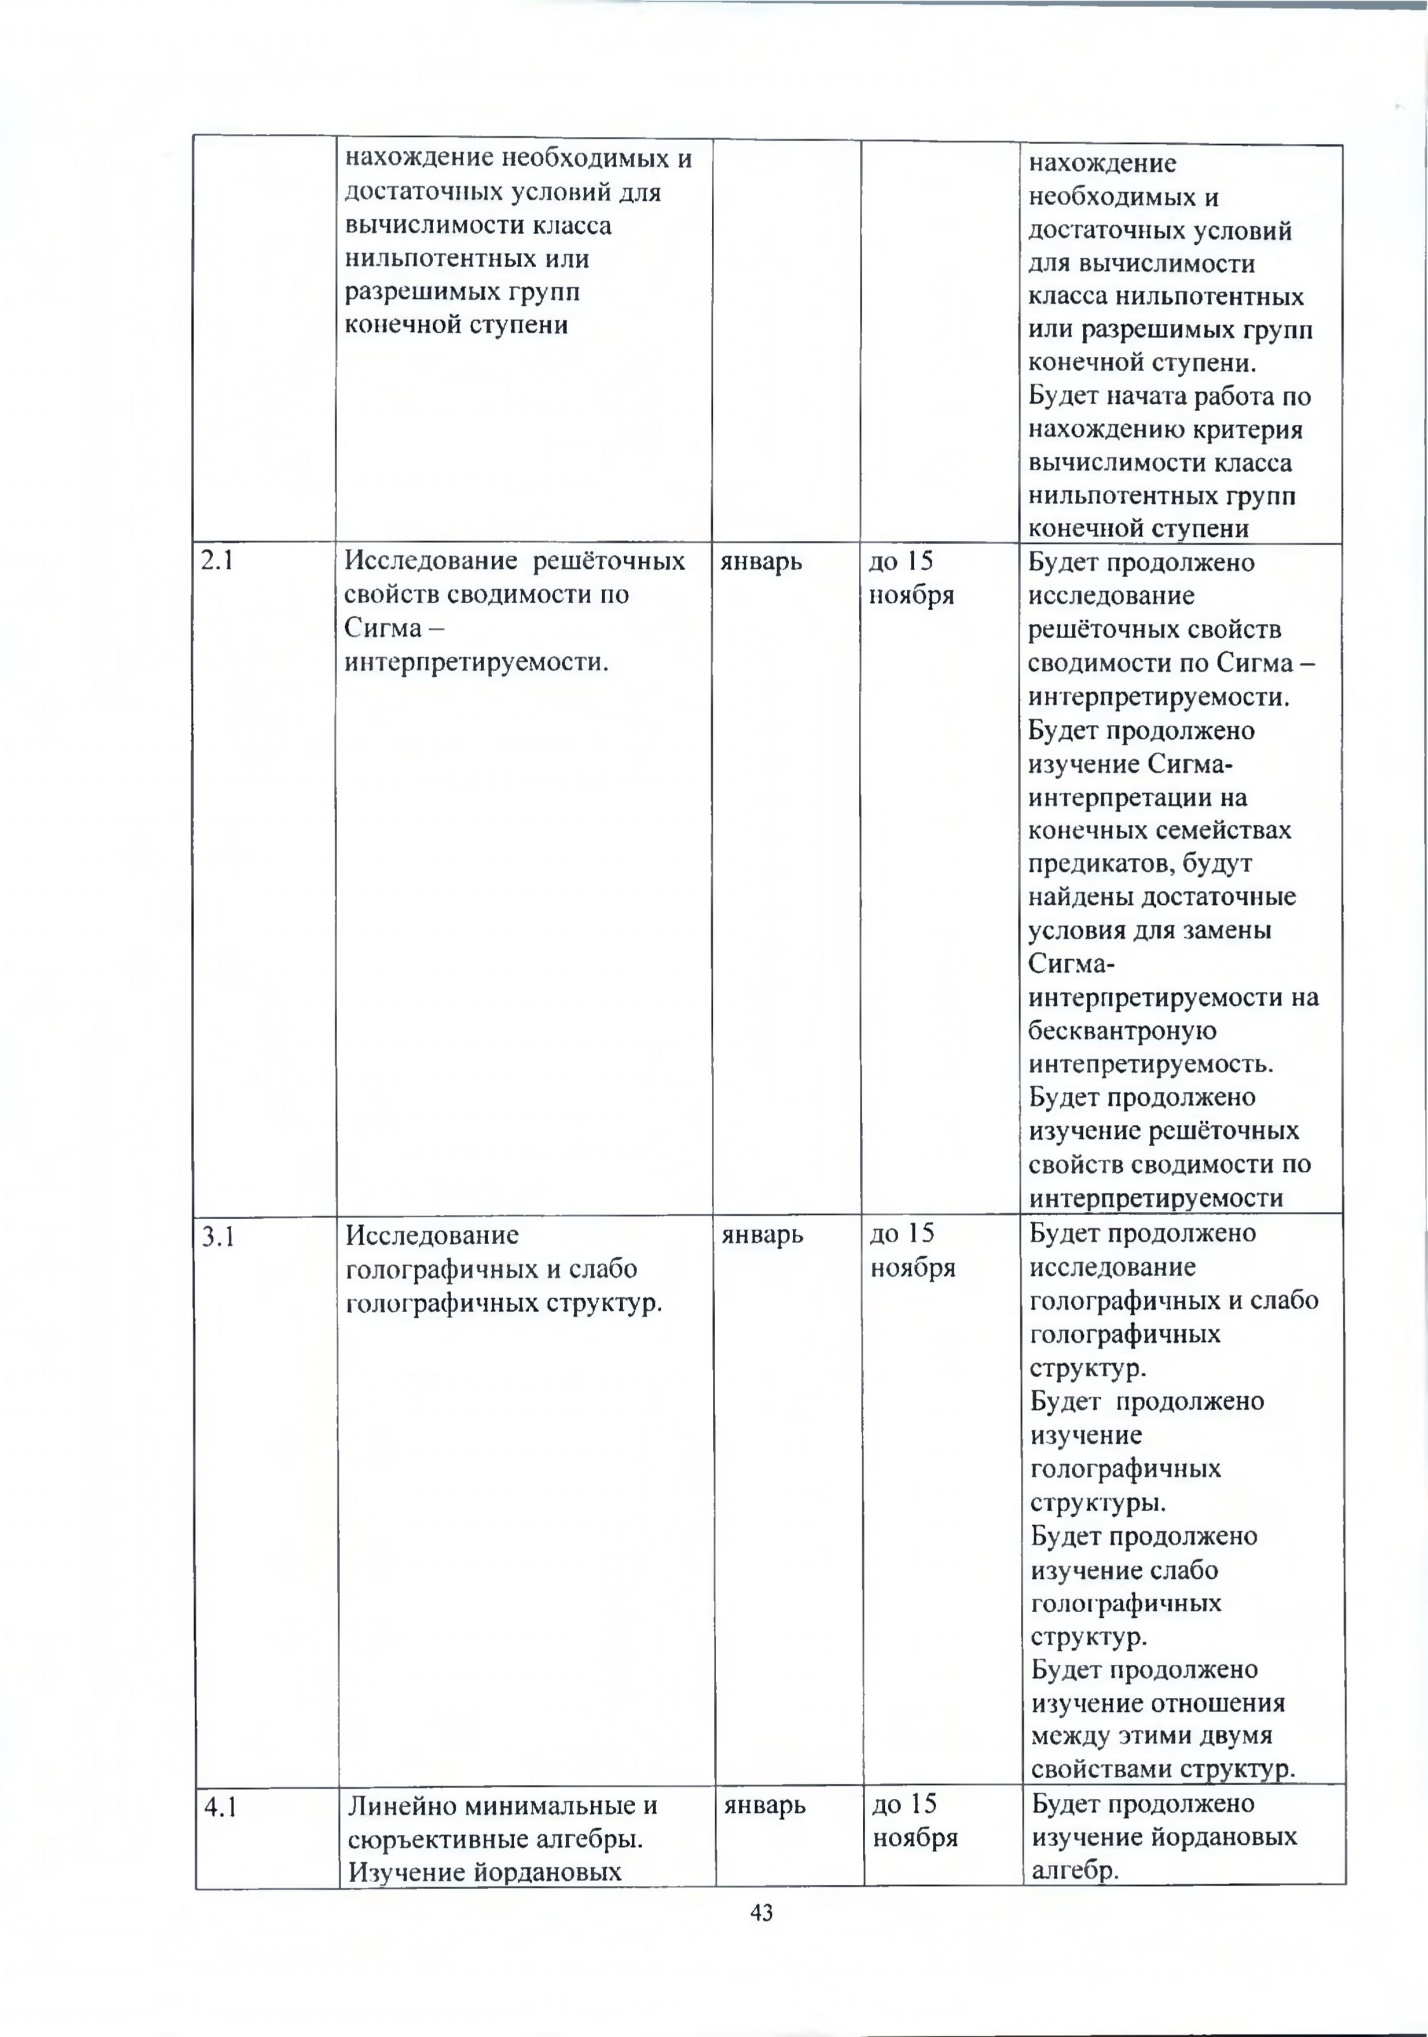 нахождение необходимых и
достаточных условий для
вычислимости класса
нильпотентных или
разрешимых групп
конечной ступени
нахождение
необходимых и
достаточных условий
для вычислимости
класса нильпотентных
или разрешимых групп
конечной ступени.
Будет начата работа по
нахождению критерия
вычислимости класса
нильпотентных групп
конечной ступени
2.1
Исследование решёточных
свойств сводимости по
Сигма –
интерпретируемости.
январь
до 15
ноября
Будет продолжено
исследование
решёточных свойств
сводимости по Сигма –
интерпретируемости.
Будет продолжено
изучение Сигма-
интерпретации на
конечных семействах
предикатов, будут
найдены достаточные
условия для замены
Сигма-
интерпретируемости на
бесквантроную
интепретируемость.
Будет продолжено
изучение решёточных
свойств сводимости по
интерпретируемости
3.1
Исследование
голографичных и слабо
голографичных структур.
январь
до 15
ноября
Будет продолжено
исследование
голографичных и слабо
голографичных
структур.
Будет продолжено
изучение
голографичных
структуры.
Будет продолжено
изучение слабо
голографичных
структур.
Будет продолжено
изучение отношения
между этими двумя
свойствами структур.
4.1
Линейно минимальные и
сюръективные алгебры.
Изучение йордановых
январь
до 15
ноября
Будет продолжено
изучение йордановых
алгебр.
43